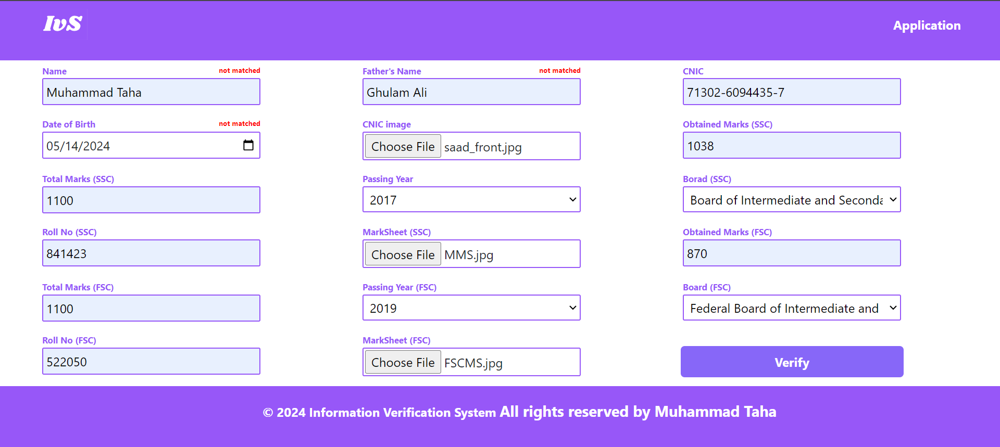 IvS
Application
Name not matched
Muhammad Taha
Father's Name not matched
Ghulam Ali
CNIC
71302-6094435-7
Date of Birth not matched
05/14/2024
CNIC image
Choose File saad_front.jpg
Obtained Marks (SSC)
1038
Total Marks (SSC)
1100
Passing Year
2017
Borad (SSC)
Board of Intermediate and Seconda
Roll No (SSC)
841423
MarkSheet (SSC)
Choose File MMS.jpg
Obtained Marks (FSC)
870
Total Marks (FSC)
1100
Passing Year (FSC)
2019
Board (FSC)
Federal Board of Intermediate and
Roll No (FSC)
522050
MarkSheet (FSC)
Choose File FSCMS.jpg
Verify
© 2024 Information Verification System All rights reserved by Muhammad Taha